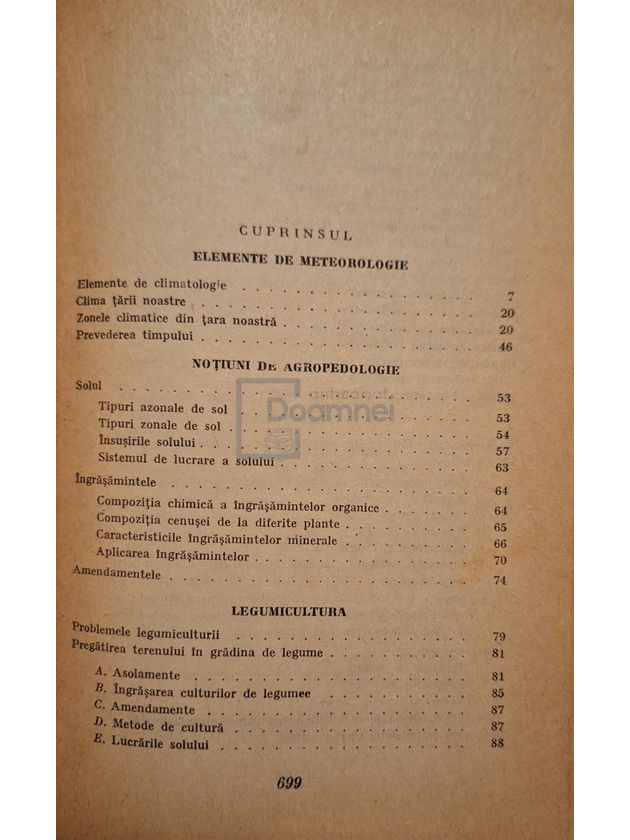 CUPRINSUL
ELEMENTE DE METEOROLOGIE
Elemente de climatologie . . . . . . . . . . . . 7
Clima țării noastre . . . . . . . . . . . . 20
Zonele climatice din țara noastră . . . . . . . . . . 20
Prevederea timpului . . . . . . . . . . . . 46
NOȚIUNI DE AGROPEDOLOGIE
Solul . . . . . . . . . . . . 53
antichariat
Doamnei
Tipuri azonale de sol . . . . . . . . . . . . 53
Tipuri zonale de sol . . . . . . . . . . . . 54
Însușirile solului . . . . . . . . . . . . 57
Sistemul de lucrare a solului . . . . . . . . . . 63
Îngrășămintele . . . . . . . . . . . . 64
Compoziția chimică a îngrășămintelor organice . . . . . 64
Compoziția cenușei de la diferite plante . . . . . . . 65
Caracteristicile îngrășămintelor minerale . . . . . . . 66
Aplicarea îngrășămintelor . . . . . . . . . . 70
Amendamentele . . . . . . . . . . . . 74
LEGUMICULTURA
Problemele legumiculturii . . . . . . . . . . . . 79
Pregătirea terenului în grădina de legume . . . . . . . 81
A. Asolamente . . . . . . . . . . . . 81
B. Îngrășarea culturilor de legumee . . . . . . . . 85
C. Amendamente . . . . . . . . . . . . 87
D. Metode de cultură . . . . . . . . . . . . 87
E. Lucrările solului . . . . . . . . . . . . 88
699